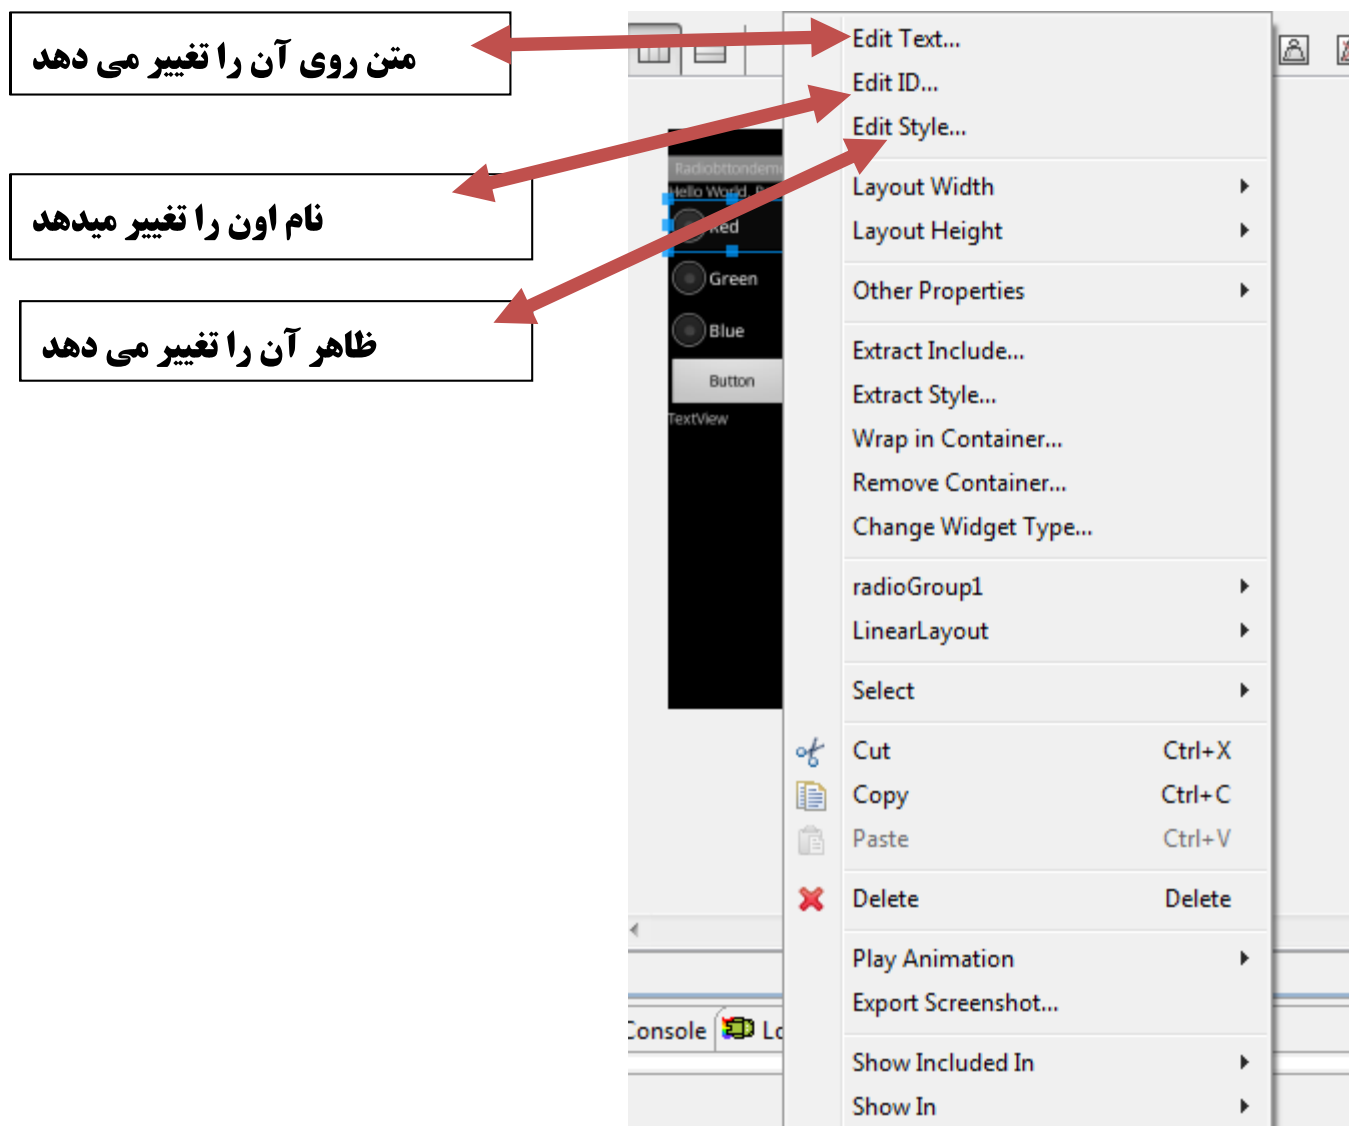 متن روی آن را تغییر می دهد
نام اون را تغییر میدهد
ظاهر آن را تغییر می دهد
Radiobttondem
Hello World,
Red
Green
Blue
Button
TextView
Edit Text...
Edit ID...
Edit Style...
Layout Width
Layout Height
Other Properties
Extract Include...
Extract Style...
Wrap in Container...
Remove Container...
Change Widget Type...
radioGroup1
LinearLayout
Select
Cut Ctrl+X
Copy Ctrl+C
Paste Ctrl+V
Delete Delete
Play Animation
Export Screenshot...
Show Included In
Show In
Console